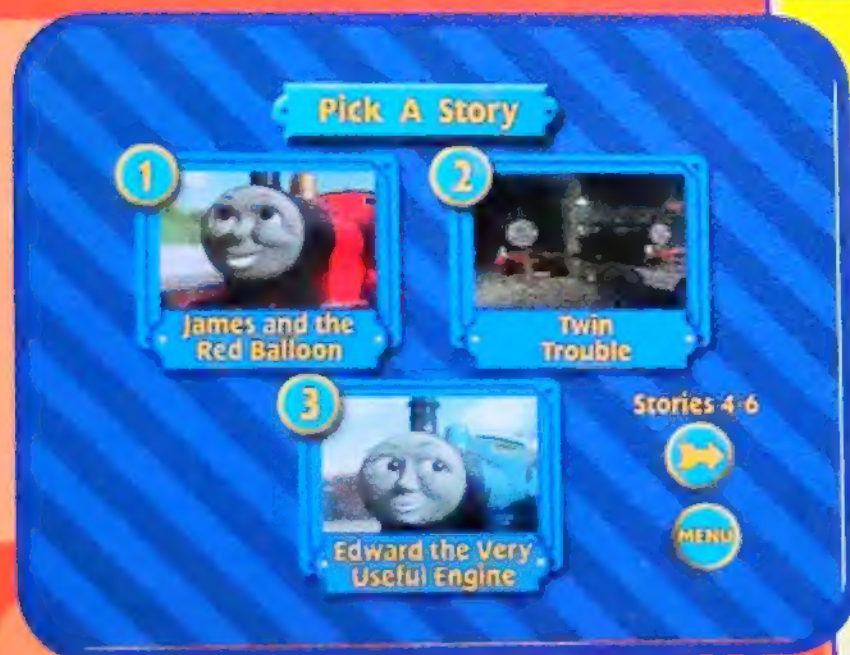 Pick A Story
1
James and the
Red Balloon
2
Twin
Trouble
3
Edward the Very
Useful Engine
Stories 4-6
MENU